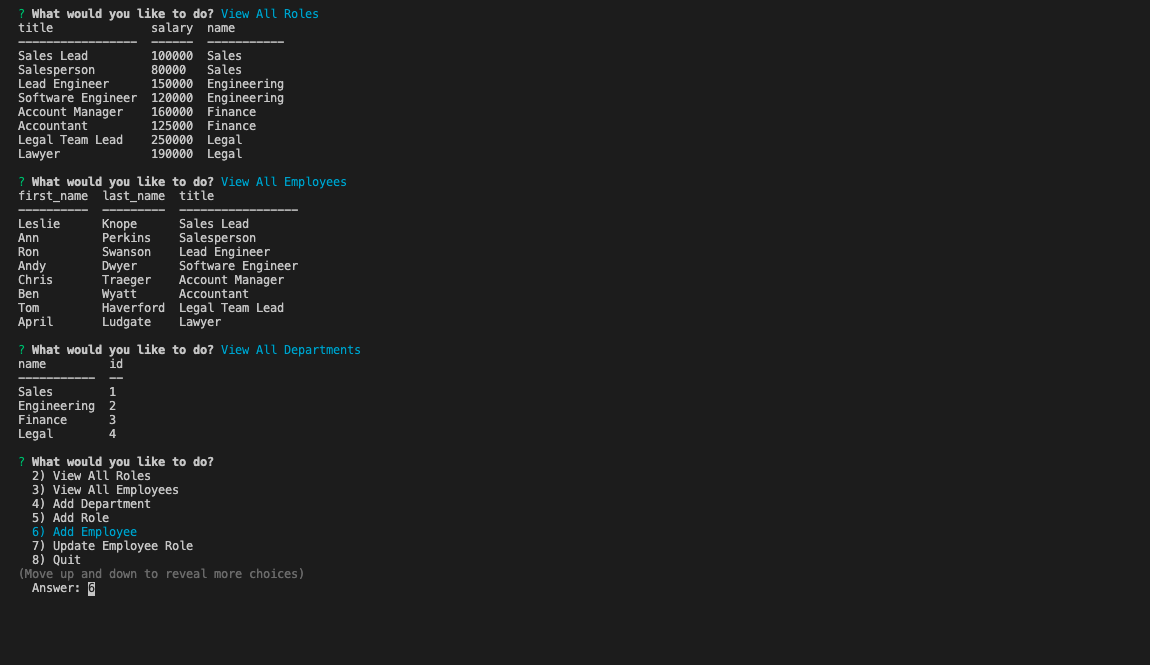 ? What would you like to do? View All Roles
title              salary  name
-----------------  ------  -----------
Sales Lead         100000  Sales
Salesperson        80000   Sales
Lead Engineer      150000  Engineering
Software Engineer  120000  Engineering
Account Manager    160000  Finance
Accountant         125000  Finance
Legal Team Lead    250000  Legal
Lawyer             190000  Legal
? What would you like to do? View All Employees
first_name  last_name  title
----------  ---------  -----------------
Leslie      Knope      Sales Lead
Ann         Perkins    Salesperson
Ron         Swanson    Lead Engineer
Andy        Dwyer      Software Engineer
Chris       Traeger    Account Manager
Ben         Wyatt      Accountant
Tom         Haverford  Legal Team Lead
April       Ludgate    Lawyer
? What would you like to do? View All Departments
name         id
-----------  --
Sales        1
Engineering  2
Finance      3
Legal        4
? What would you like to do?
2) View All Roles
3) View All Employees
4) Add Department
5) Add Role
6) Add Employee
7) Update Employee Role
8) Quit
(Move up and down to reveal more choices)
Answer: 6